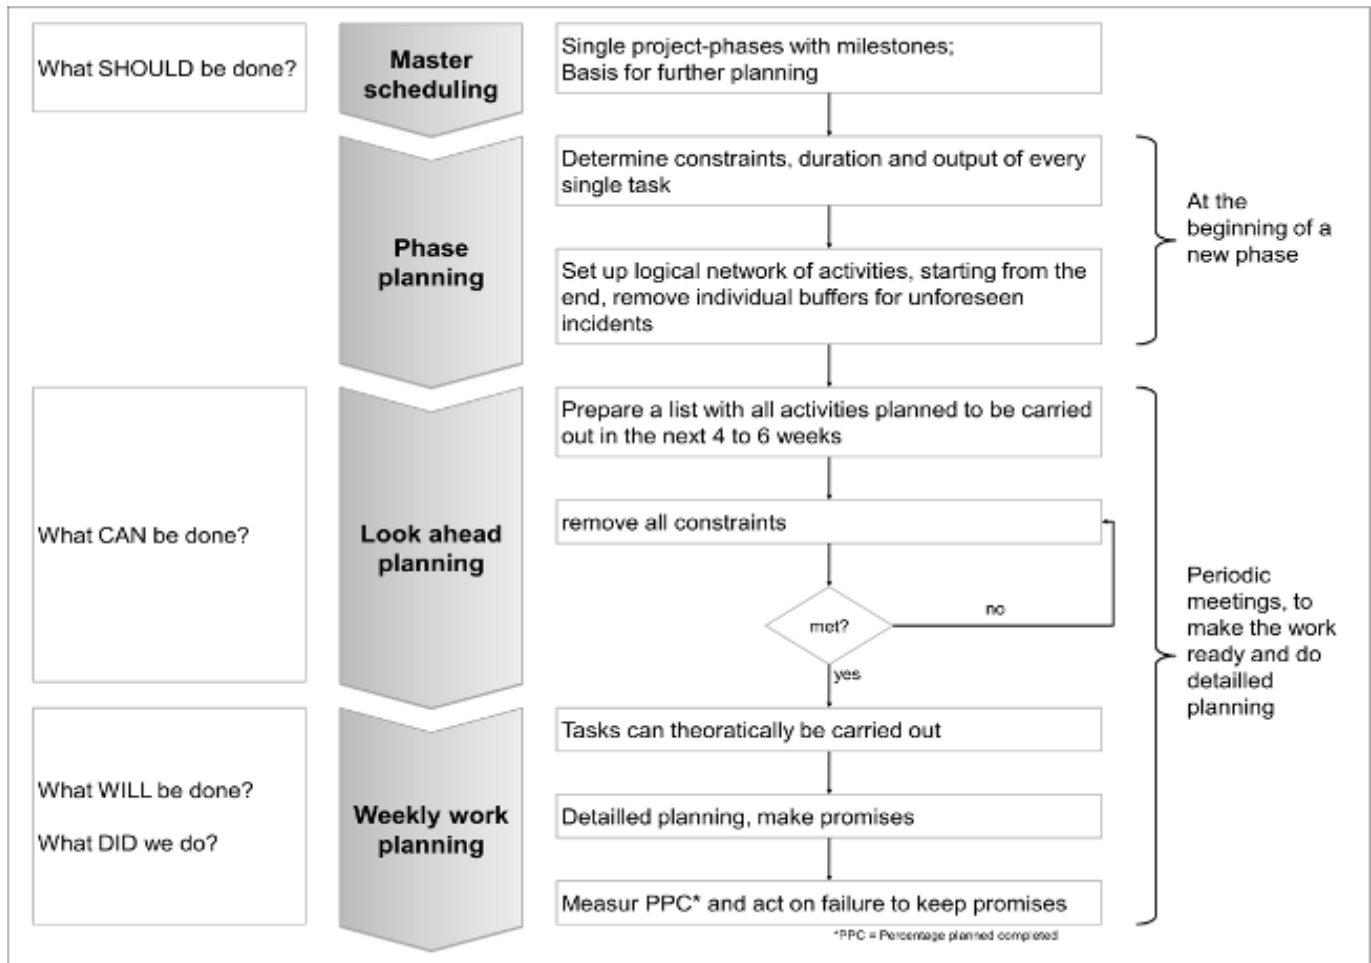 What SHOULD be done?
Master
scheduling
Single project-phases with milestones;
Basis for further planning
Phase
planning
Determine constraints, duration and output of every
single task
Set up logical network of activities, starting from the
end, remove individual buffers for unforeseen
incidents
At the
beginning of a
new phase
What CAN be done?
Look ahead
planning
Prepare a list with all activities planned to be carried
out in the next 4 to 6 weeks
remove all constraints
met?
no
yes
Periodic
meetings, to
make the work
ready and do
detailled
planning
What WILL be done?
What DID we do?
Weekly work
planning
Tasks can theoratically be carried out
Detailled planning, make promises
Measur PPC* and act on failure to keep promises
*PPC = Percentage planned completed